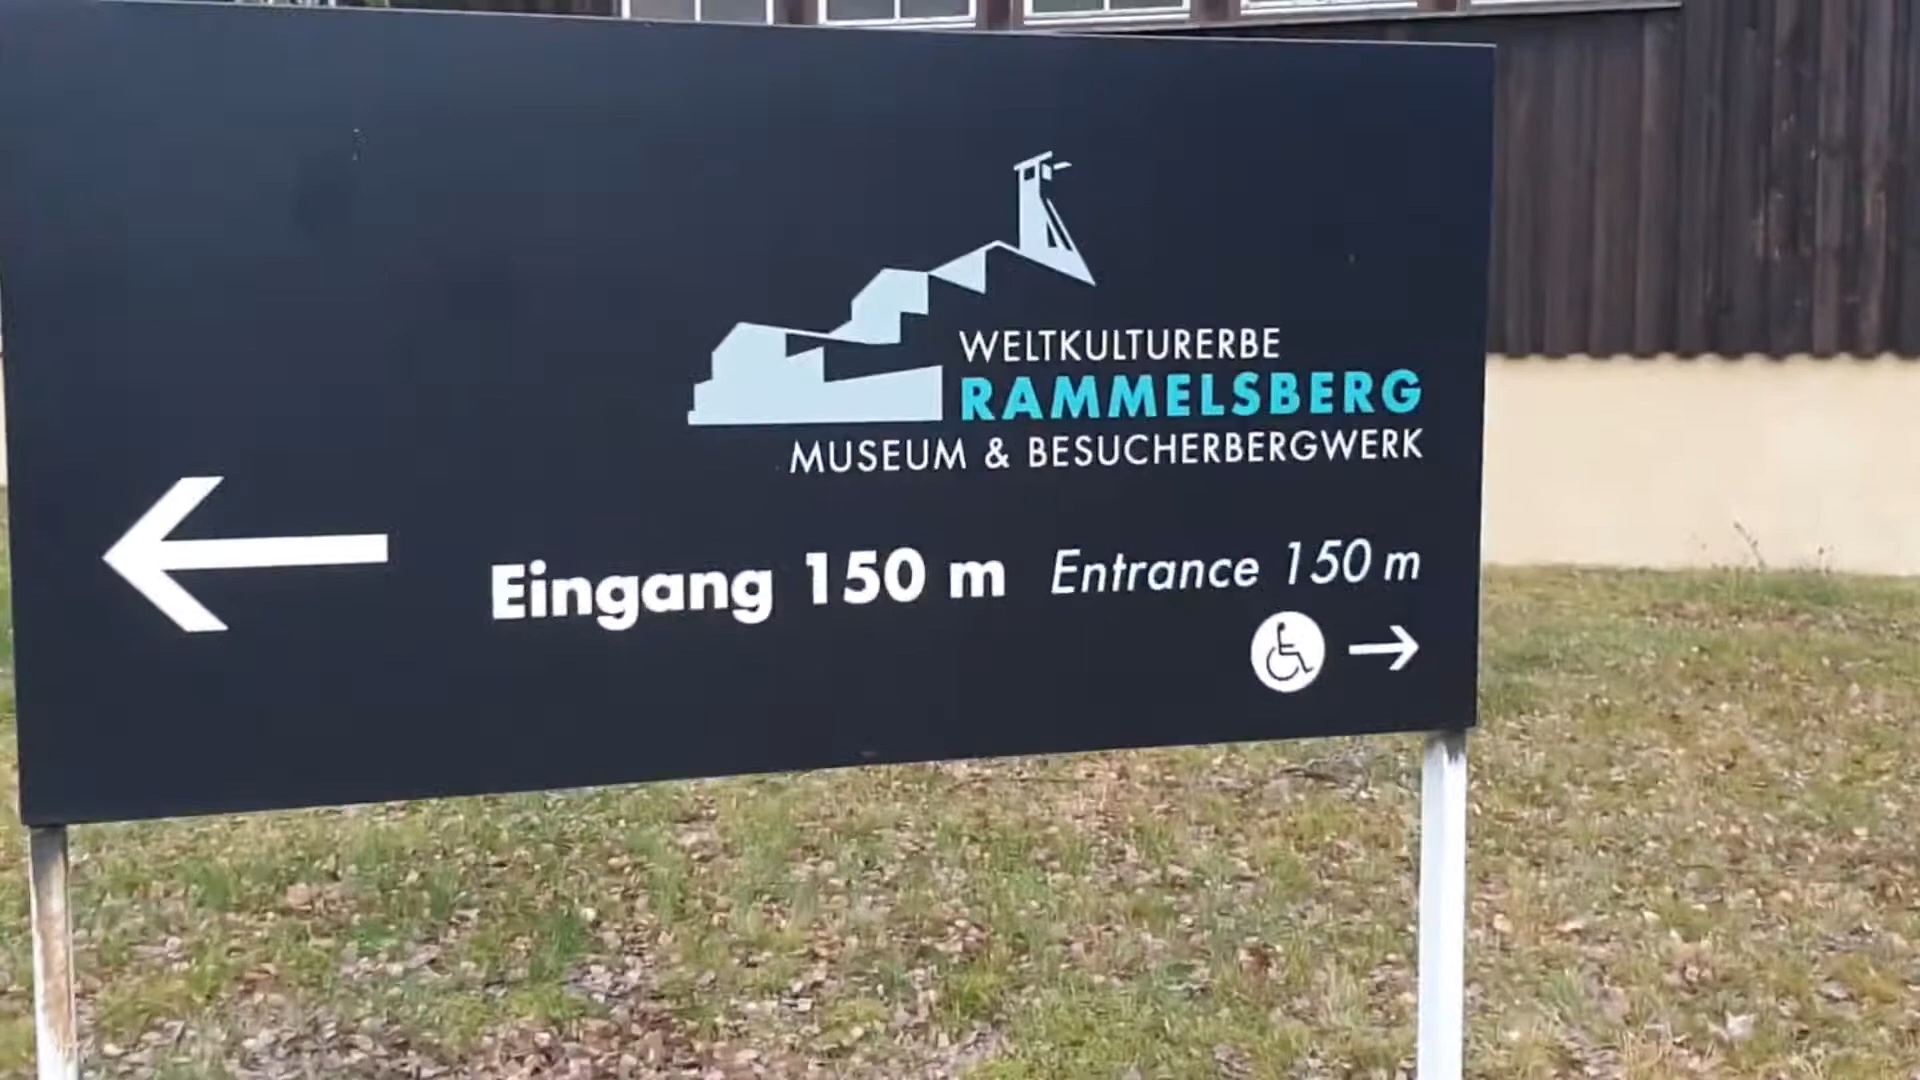 WELTKULTURERBE
RAMMELSBERG
MUSEUM & BESUCHERBERGWERK
Eingang 150 m Entrance 150 m